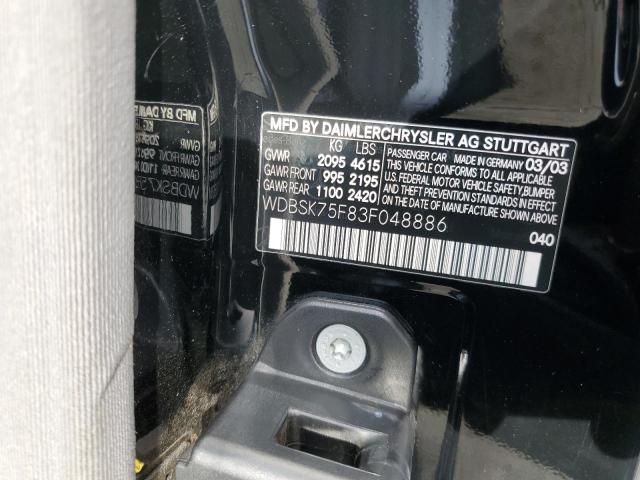 MFD BY DAIMLERCHRYSLER AG STUTTGART
KG LBS
GVWR 2095 4615
GAWR FRONT 995 2195
GAWR REAR 1100 2420
PASSENGER CAR MADE IN GERMANY 03/03
THIS VEHICLE CONFORMS TO ALL APPLICABLE
U.S. FEDERAL MOTOR VEHICLE SAFETY, BUMPER
AND THEFT PREVENTION STANDARDS IN EFFECT
ON THE DATE OF MANUFACTURE SHOWN ABOVE
WDBSK75F83F048886
040